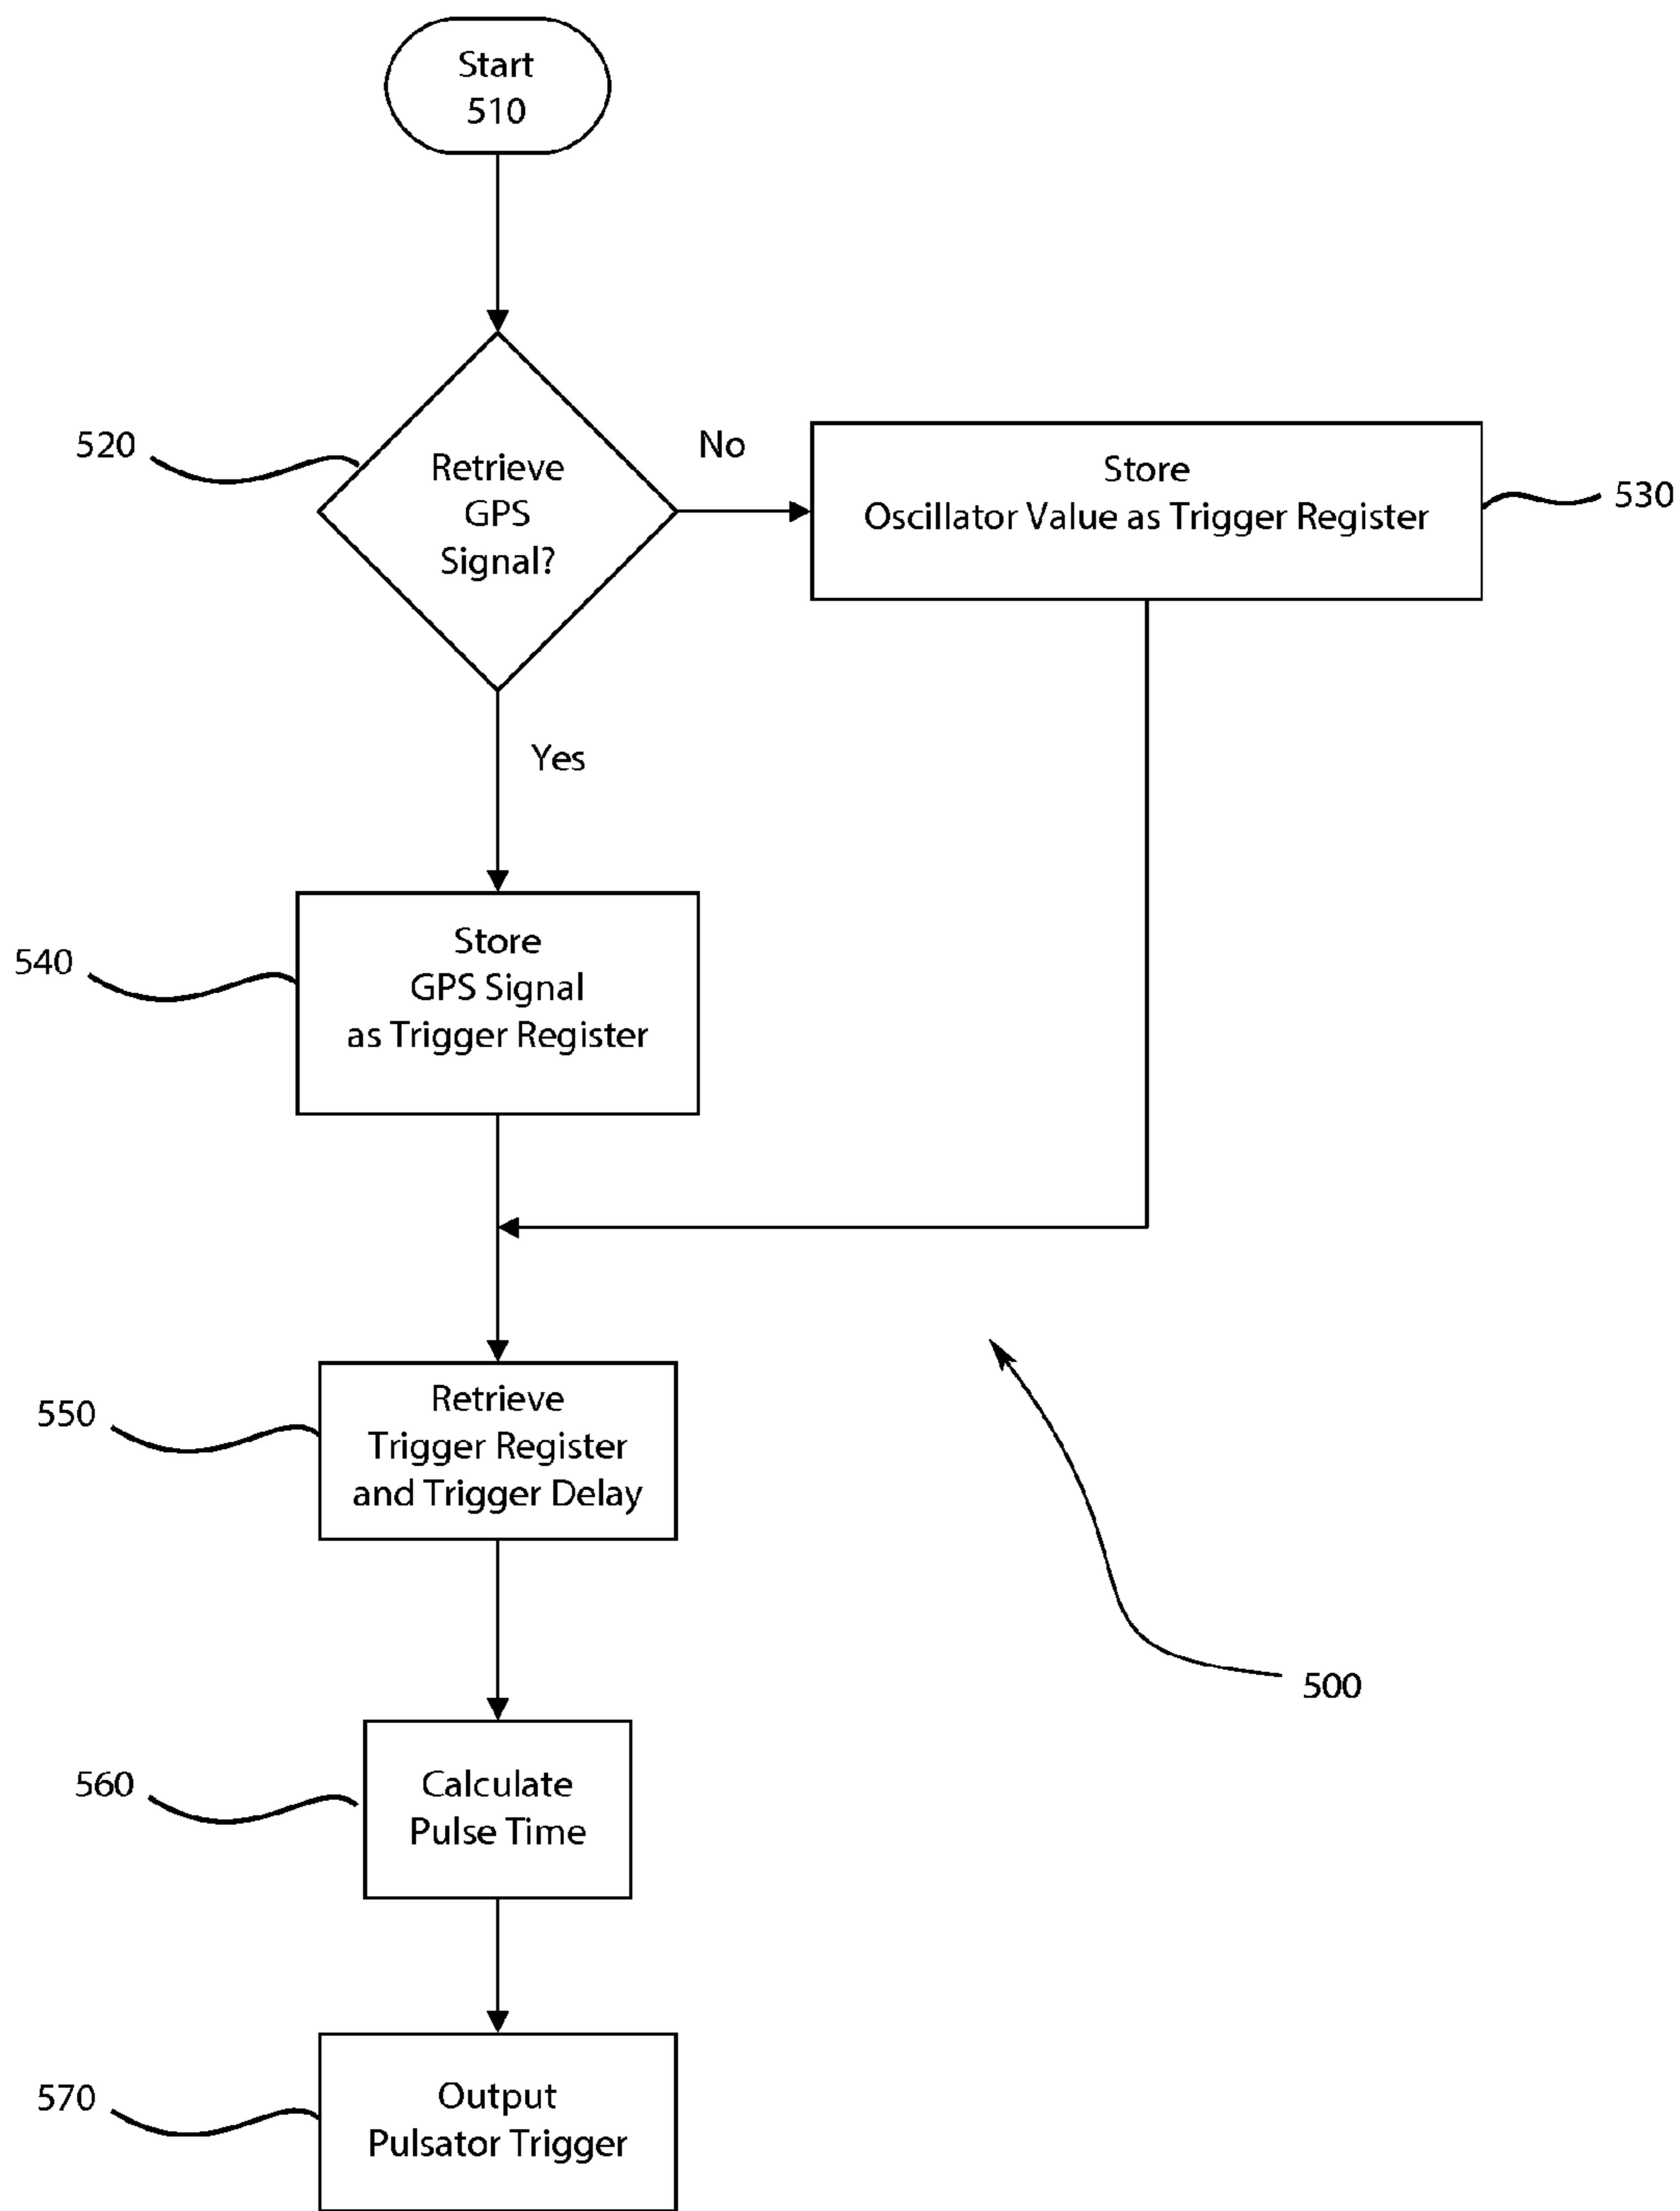 Start
510
520
Retrieve
GPS
Signal?
No
Store
Oscillator Value as Trigger Register
530
Yes
540
Store
GPS Signal
as Trigger Register
550
Retrieve
Trigger Register
and Trigger Delay
500
560
Calculate
Pulse Time
570
Output
Pulsator Trigger